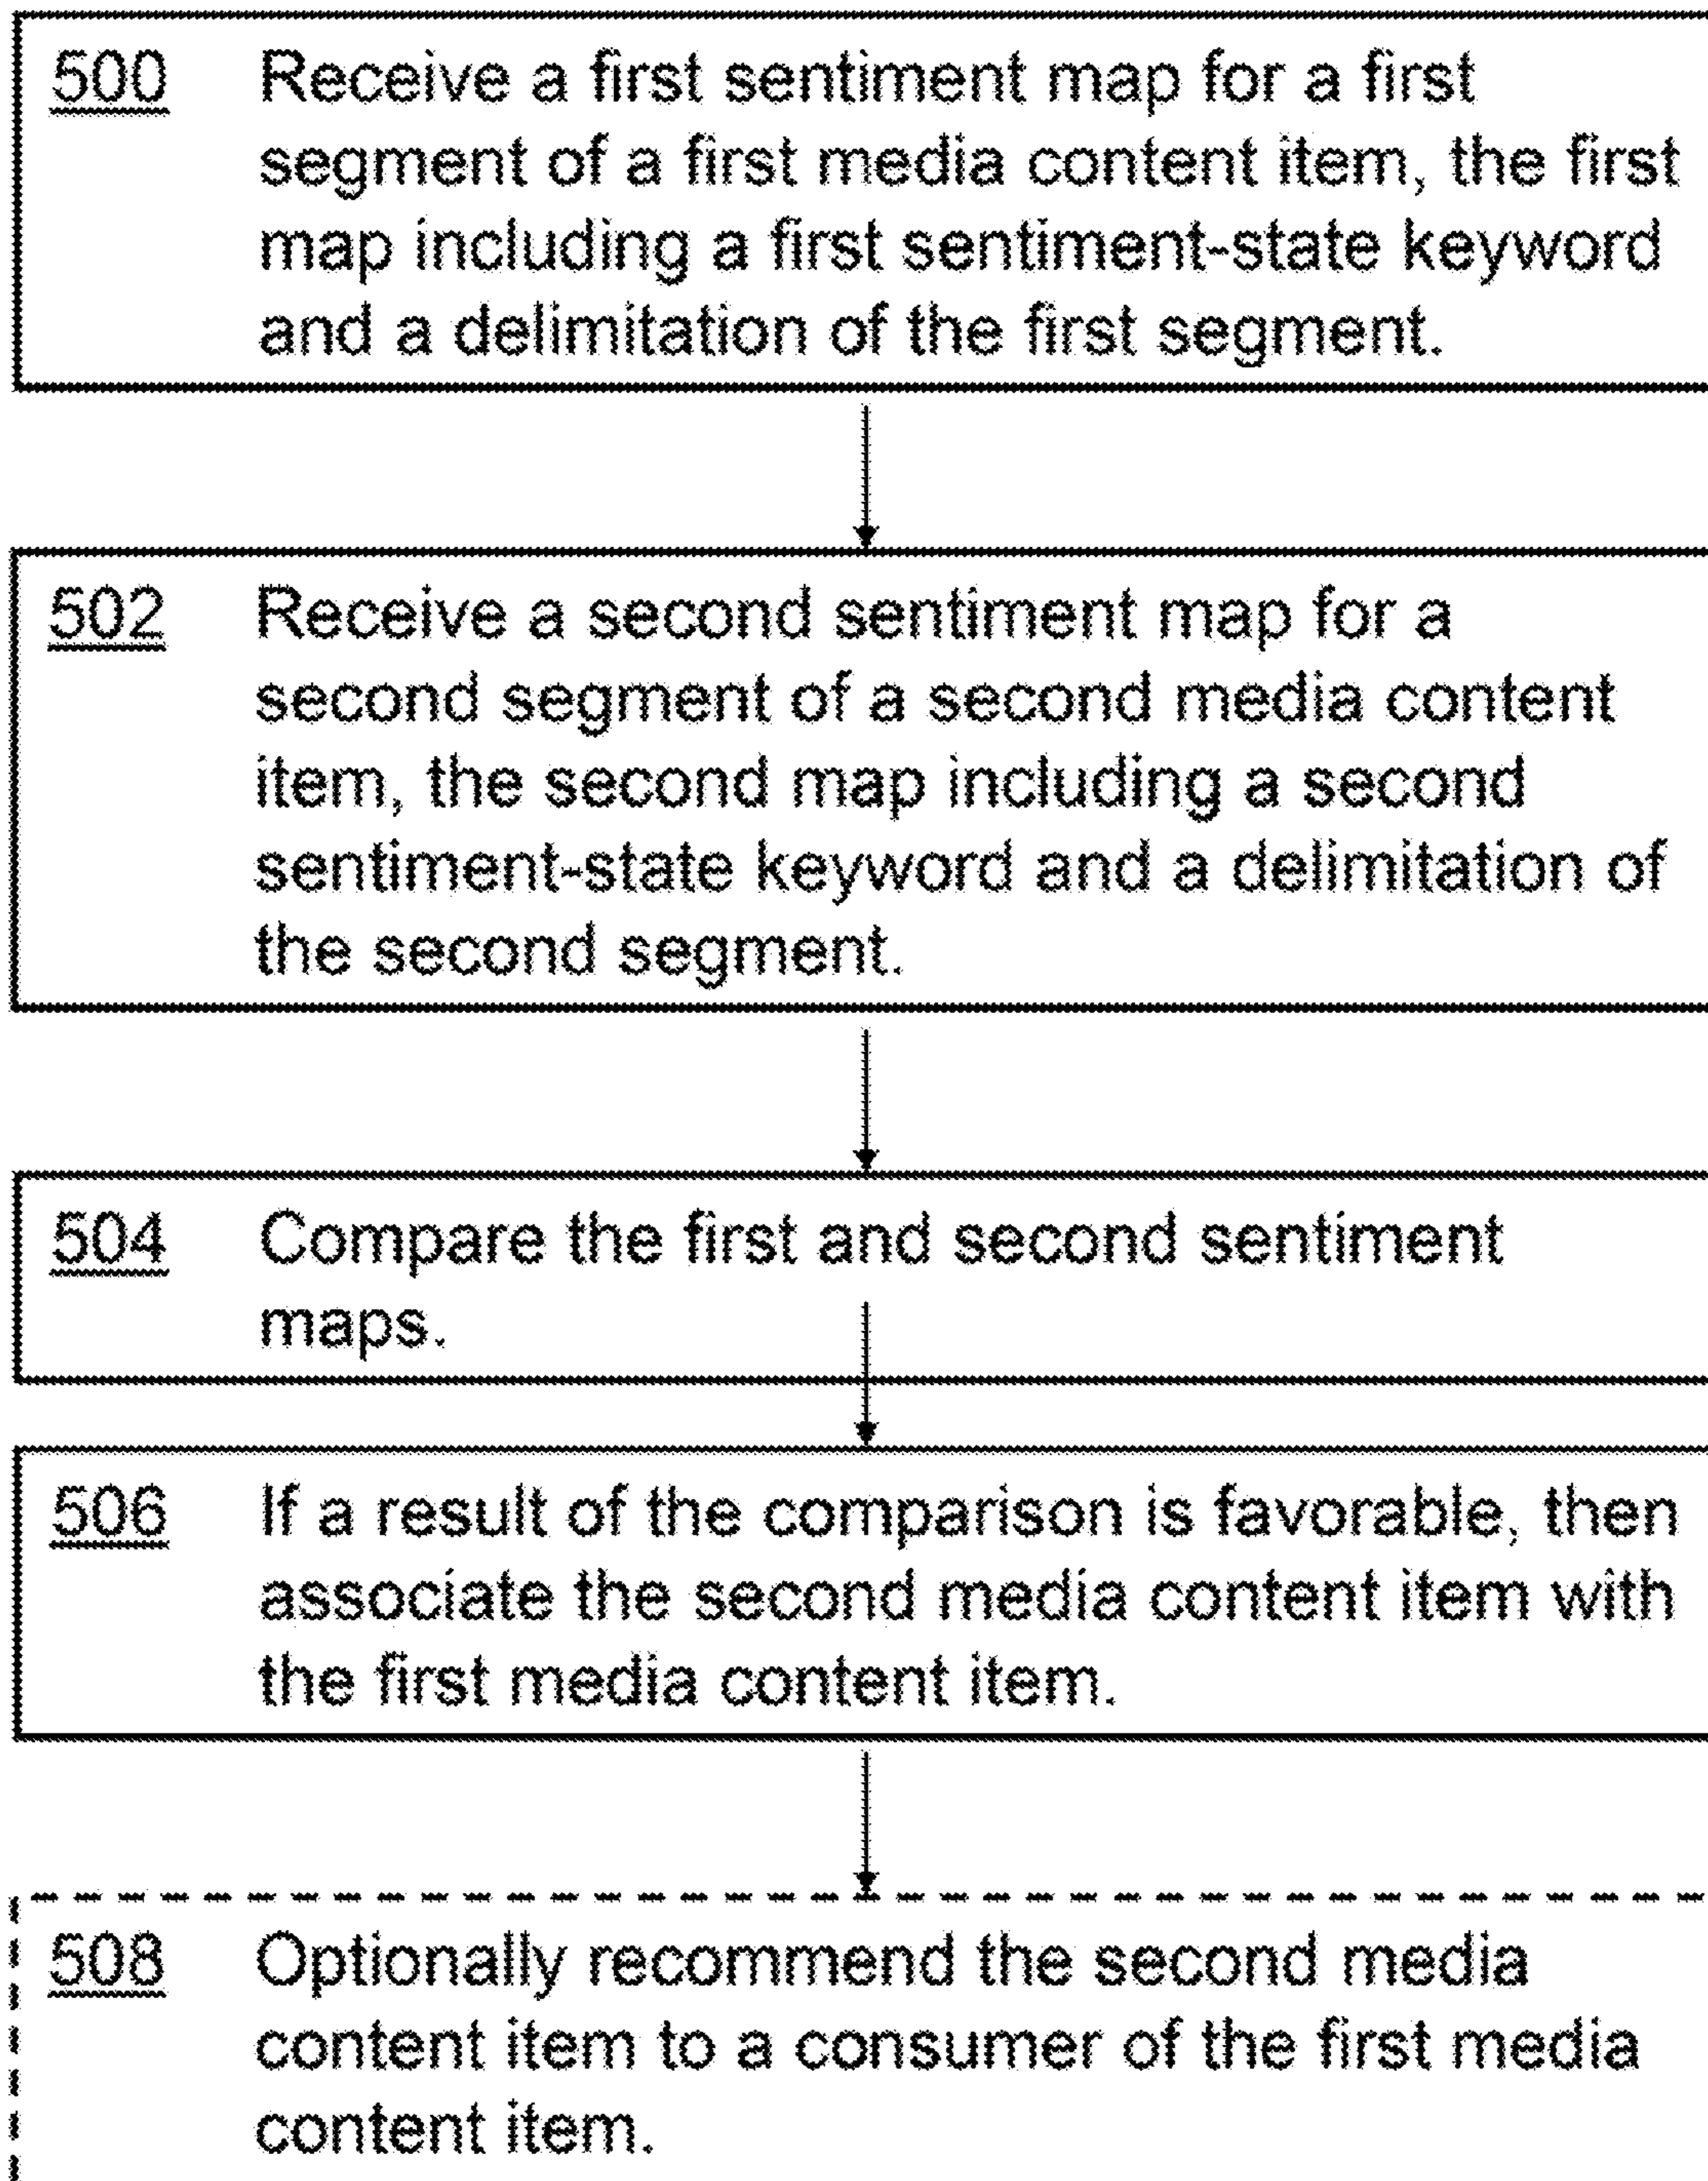 500 Receive a first sentiment map for a first
segment of a first media content item, the first
map including a first sentiment-state keyword
and a delimitation of the first segment.
502 Receive a second sentiment map for a
second segment of a second media content
item, the second map including a second
sentiment-state keyword and a delimitation of
the second segment.
504 Compare the first and second sentiment
maps.
506 If a result of the comparison is favorable, then
associate the second media content item with
the first media content item.
508 Optionally recommend the second media
content item to a consumer of the first media
content item.